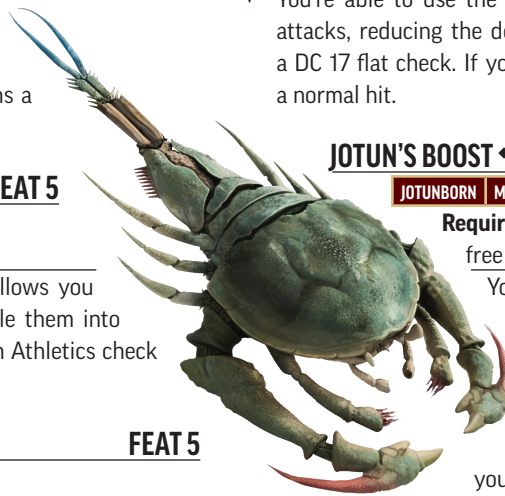 ns a
EAT 5
llows you
le them into
n Athletics check
FEAT 5
You're able to use the
attacks, reducing the de
a DC 17 flat check. If yo
a normal hit.
JOTUN'S BOOST
JOTUNBORN M
Requir
free
Yo
you